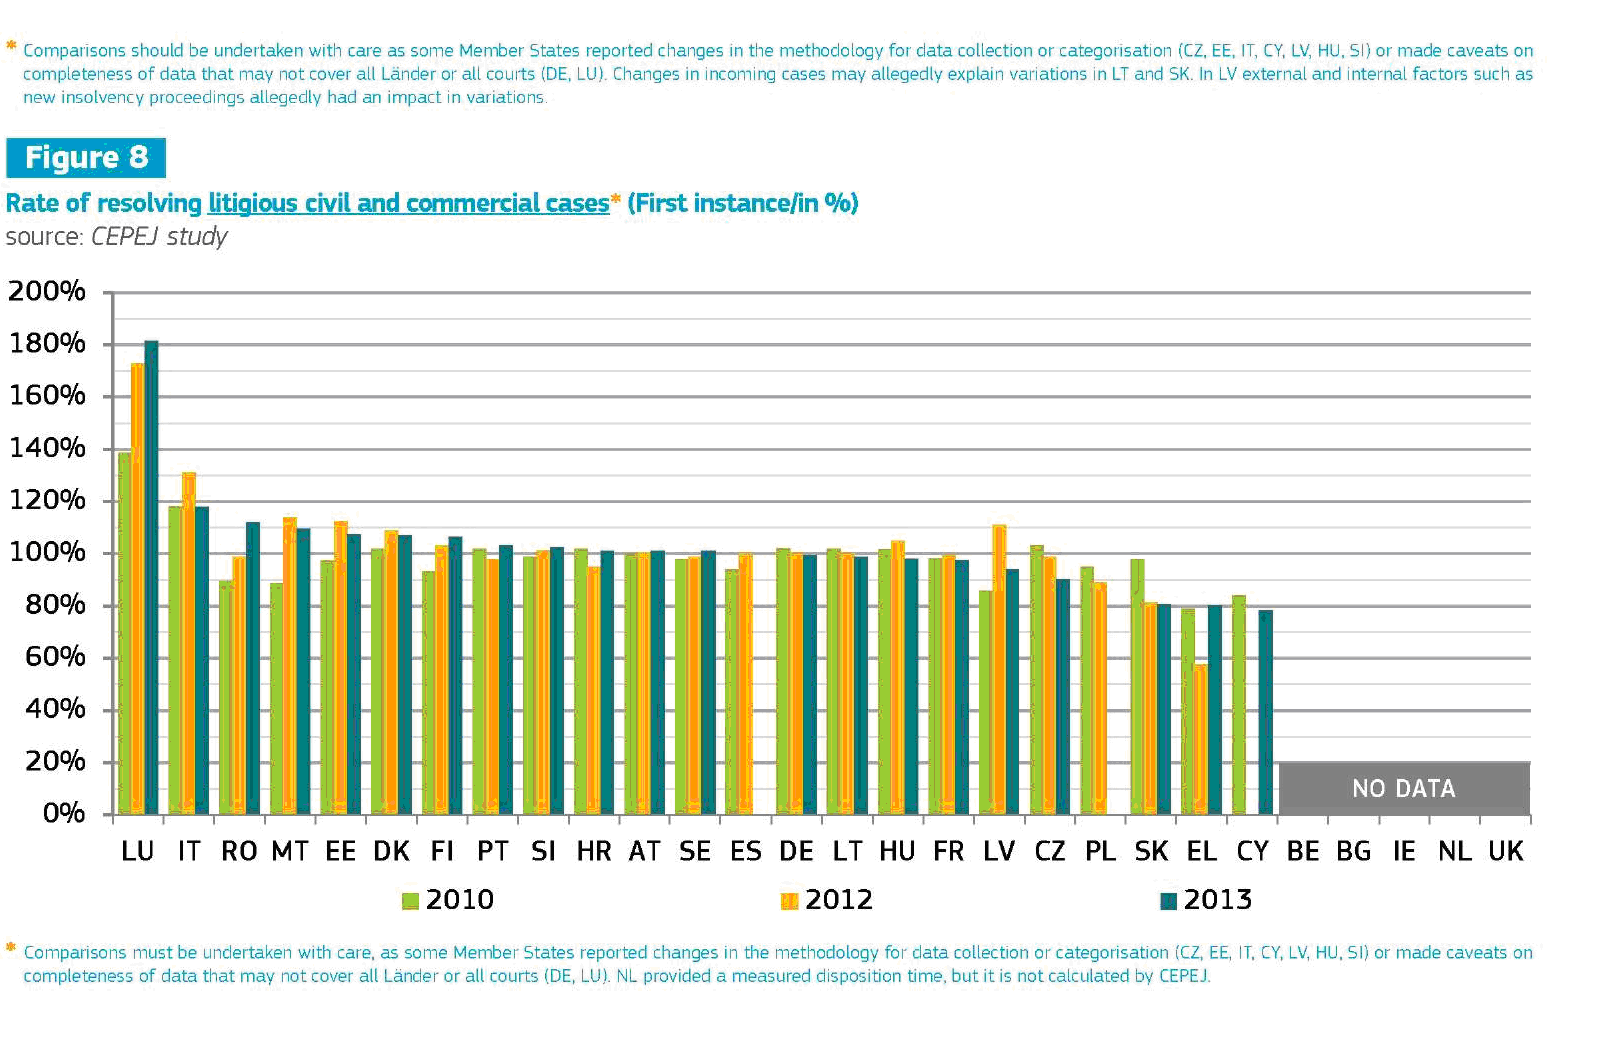 * Comparisons should be undertaken with care as some Member States reported changes in the methodology for data collection or categorisation (CZ, EE, IT, CY, LV, HU, SI) or made caveats on
completeness of data that may not cover all Länder or all courts (DE, LU). Changes in incoming cases may allegedly explain variations in LT and SK. In LV external and internal factors such as
new insolvency proceedings allegedly had an impact in variations.
Figure 8
Rate of resolving litigious civil and commercial cases* (First instance/in %)
source: CEPEJ study
200%
180%
160%
140%
120%
100%
80%
60%
40%
20%
0%
NO DATA
LU IT RO MT EE DK FI PT SI HR AT SE ES DE LT HU FR LV CZ PL SK EL CY BE BG IE NL UK
2010 2012 2013
* Comparisons must be undertaken with care, as some Member States reported changes in the methodology for data collection or categorisation (CZ, EE, IT, CY, LV, HU, SI) or made caveats on
completeness of data that may not cover all Länder or all courts (DE, LU). NL provided a measured disposition time, but it is not calculated by CEPEJ.